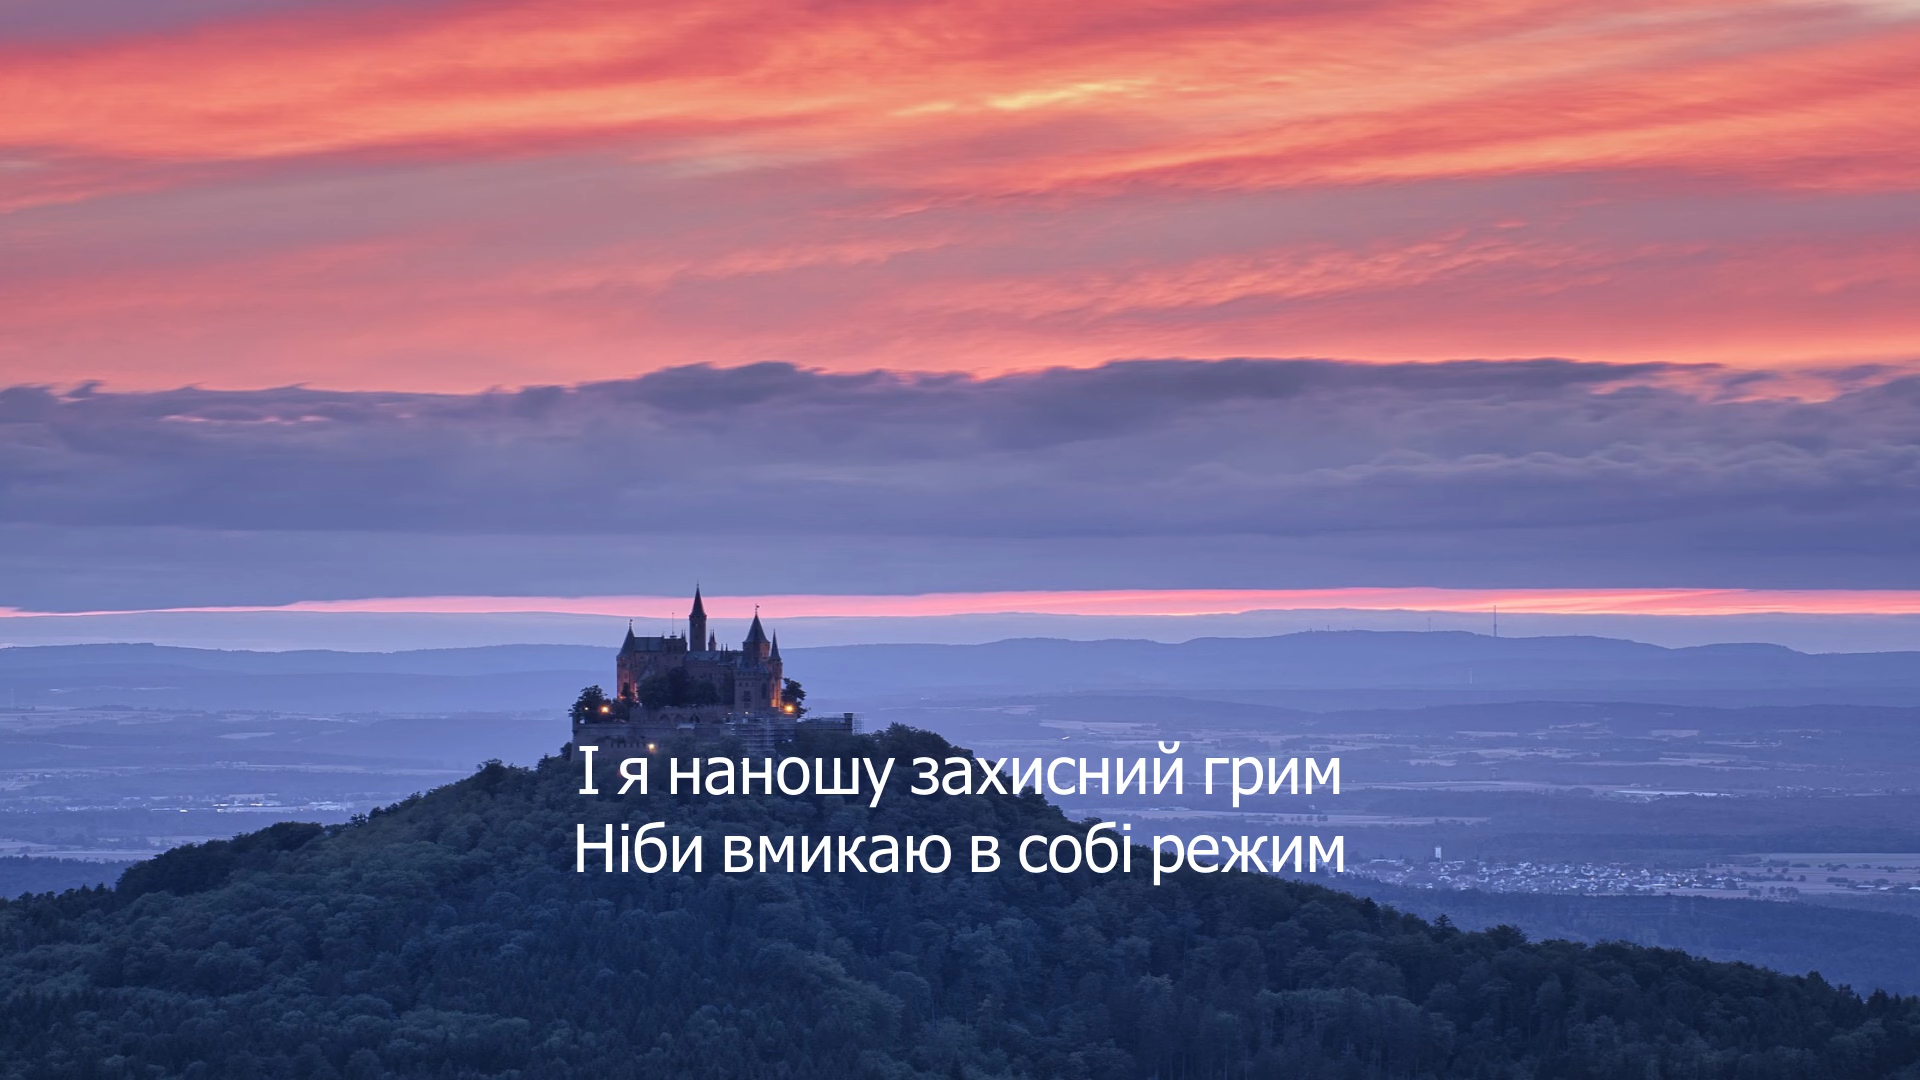 І я наношу захисний грим
Ніби вмикаю в собі режим